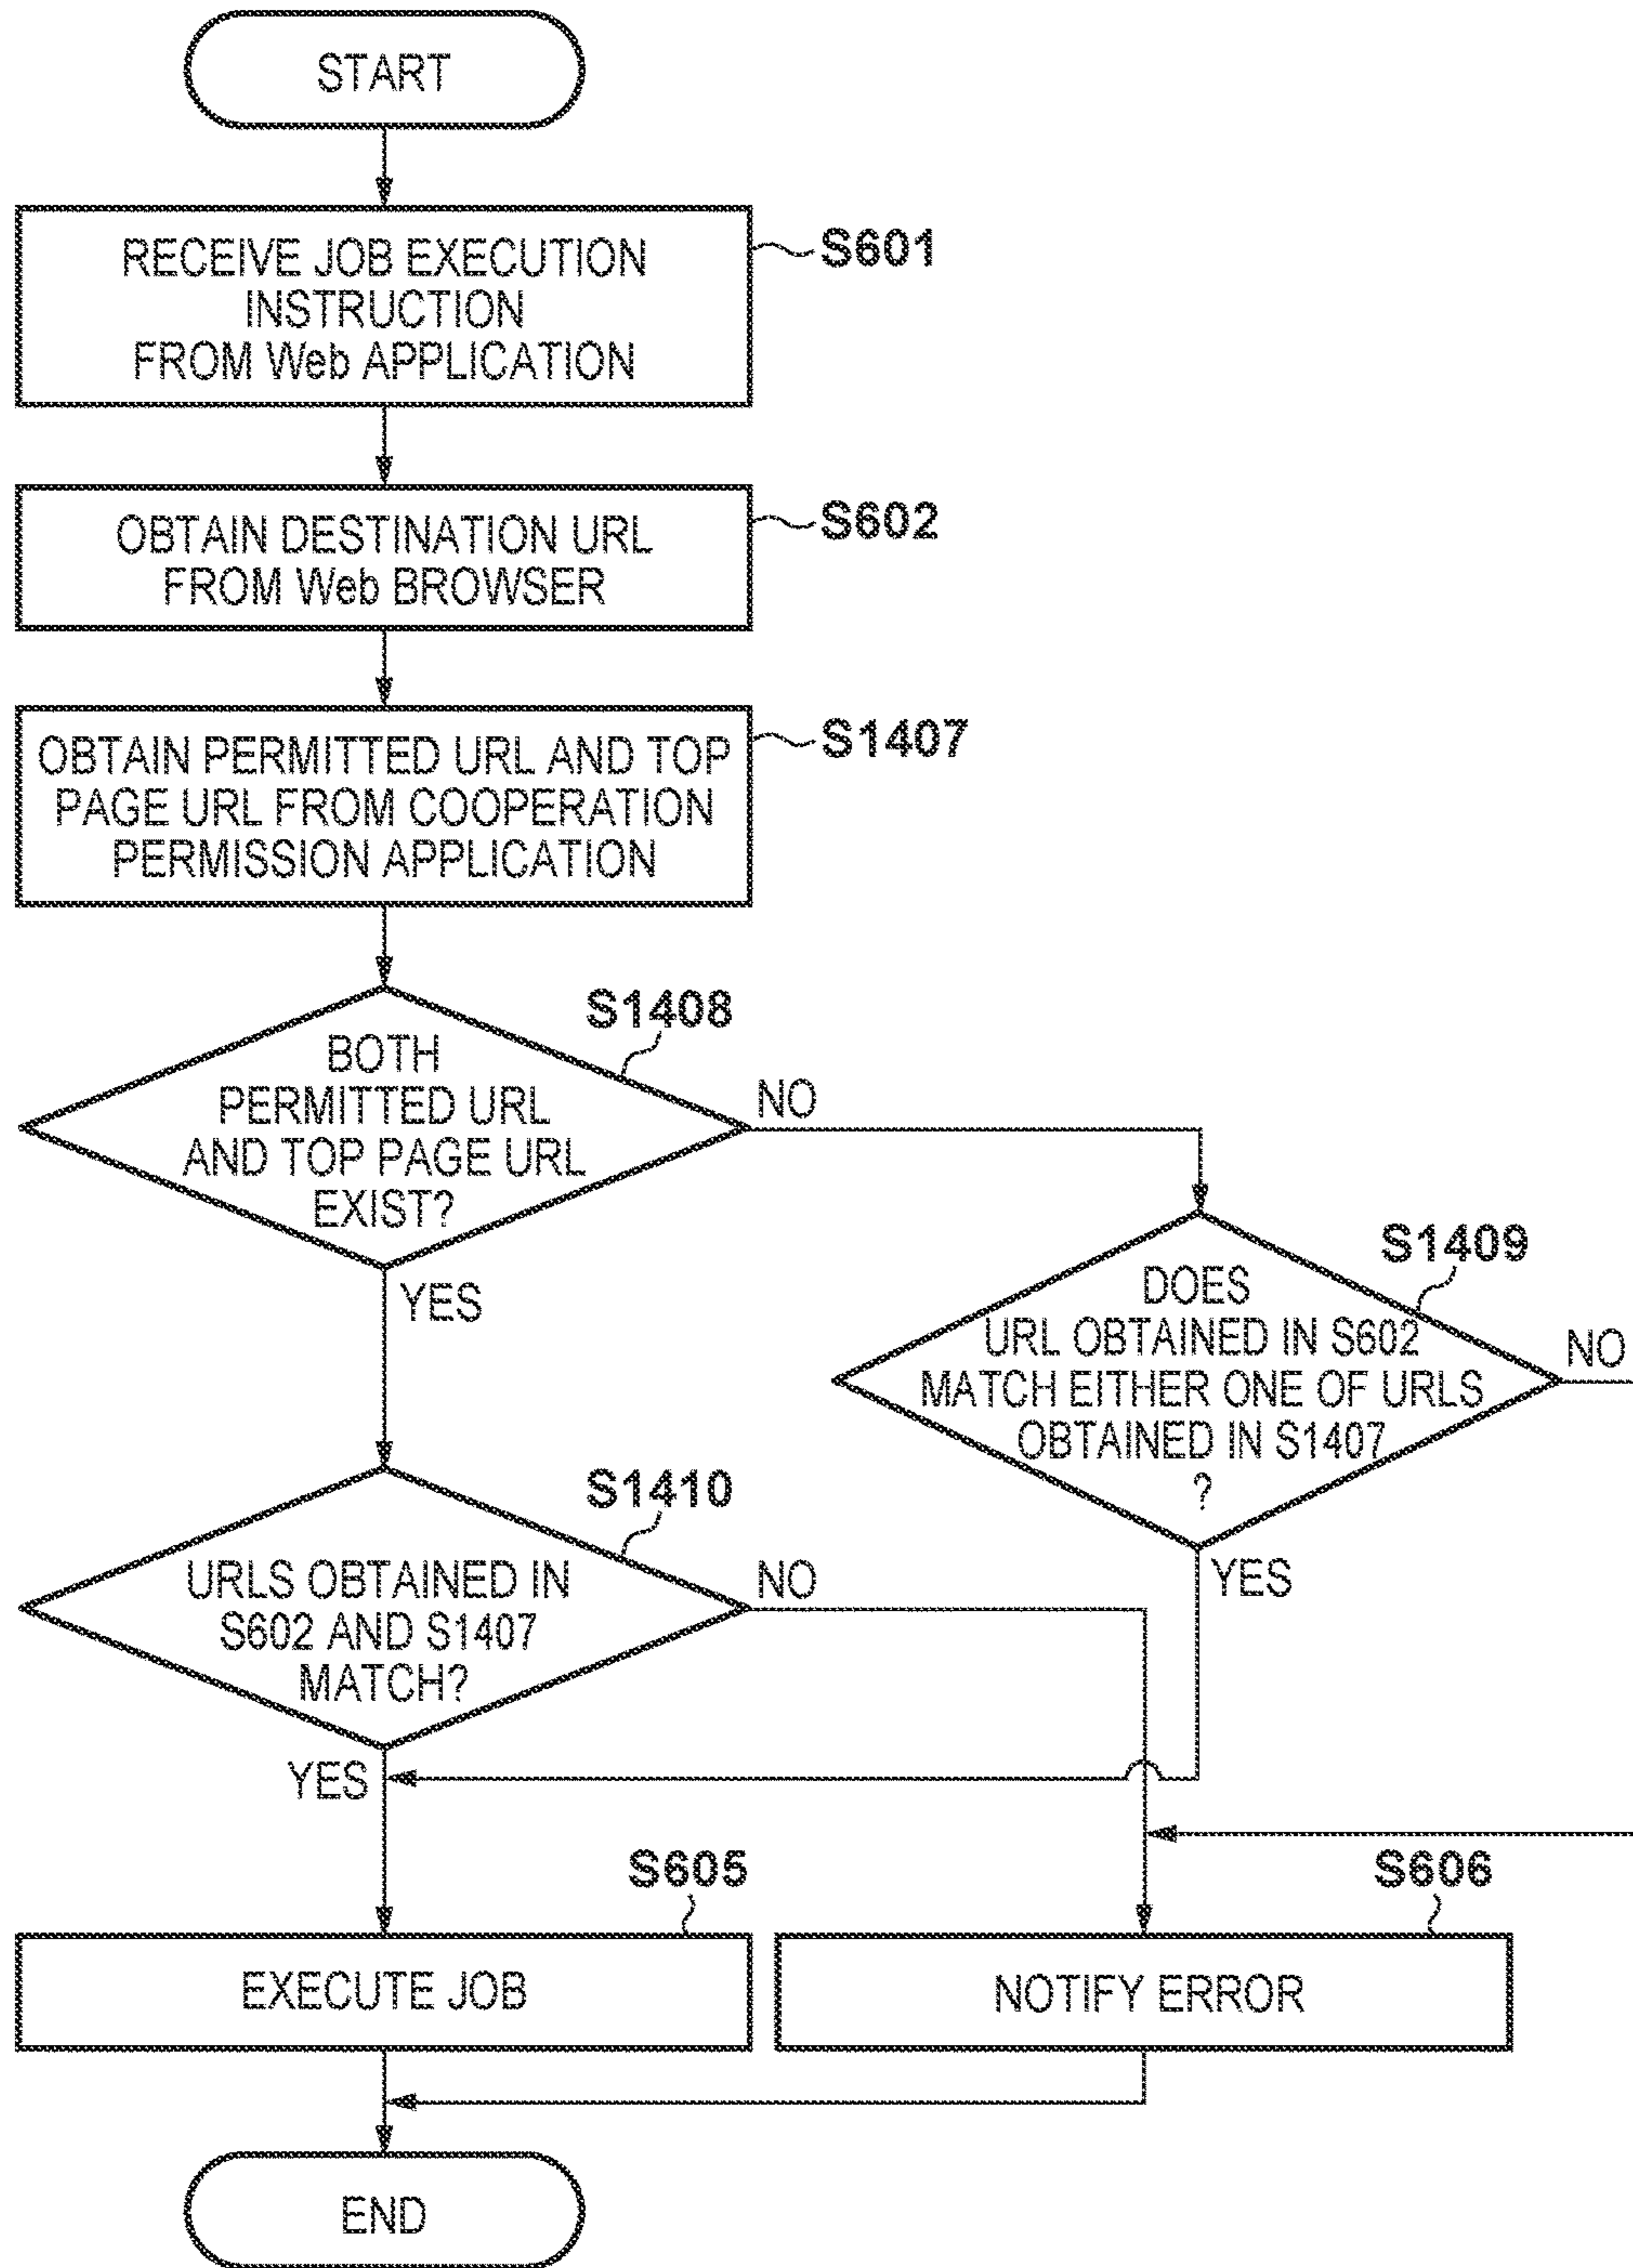 START
RECEIVE JOB EXECUTION
INSTRUCTION
FROM Web APPLICATION
S601
OBTAIN DESTINATION URL
FROM Web BROWSER
S602
OBTAIN PERMITTED URL AND TOP
PAGE URL FROM COOPERATION
PERMISSION APPLICATION
S1407
S1408
BOTH
PERMITTED URL
AND TOP PAGE URL
EXIST?
NO
YES
S1409
DOES
URL OBTAINED IN S602
MATCH EITHER ONE OF URLS
OBTAINED IN S1407
?
NO
YES
S1410
URLS OBTAINED IN
S602 AND S1407
MATCH?
NO
YES
S605
EXECUTE JOB
S606
NOTIFY ERROR
END